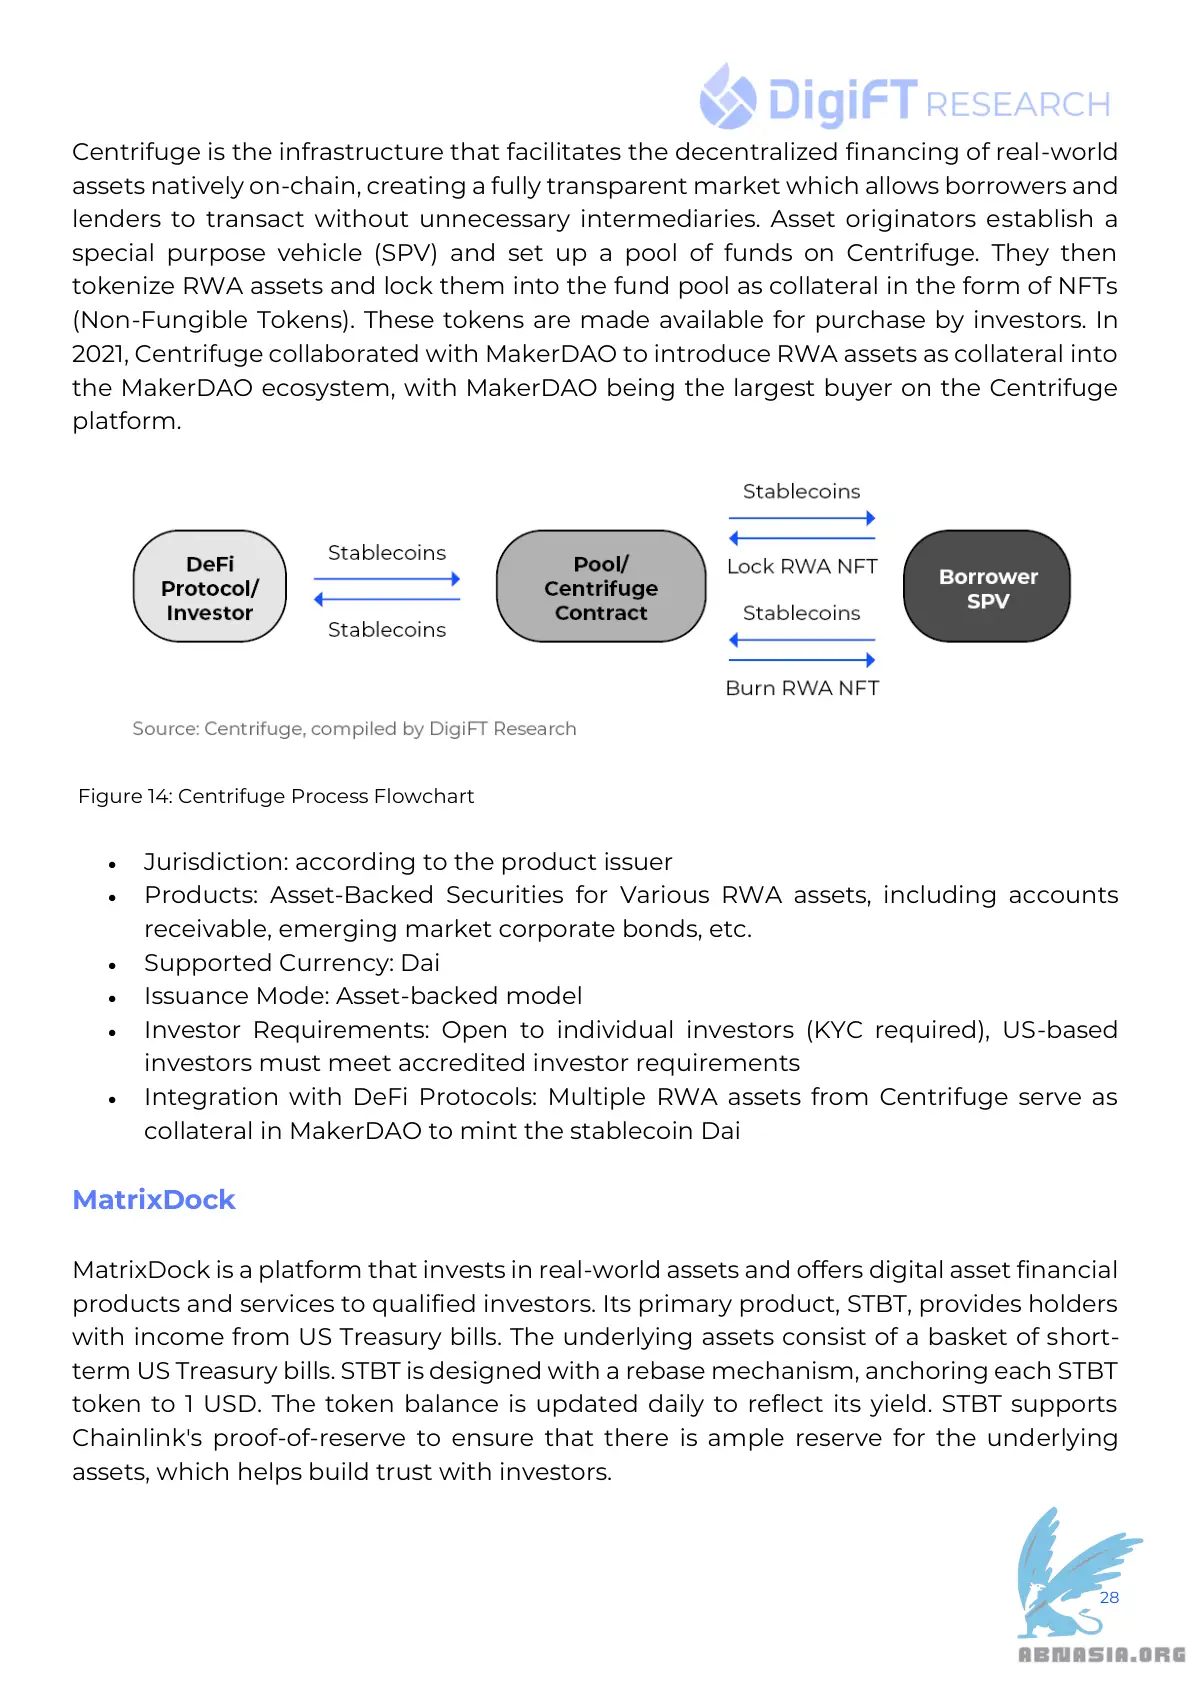 DigiFT RESEARCH
Centrifuge is the infrastructure that facilitates the decentralized financing of real-world
assets natively on-chain, creating a fully transparent market which allows borrowers and
lenders to transact without unnecessary intermediaries. Asset originators establish a
special purpose vehicle (SPV) and set up a pool of funds on Centrifuge. They then
tokenize RWA assets and lock them into the fund pool as collateral in the form of NFTs
(Non-Fungible Tokens). These tokens are made available for purchase by investors. In
2021, Centrifuge collaborated with MakerDAO to introduce RWA assets as collateral into
the MakerDAO ecosystem, with MakerDAO being the largest buyer on the Centrifuge
platform.
DeFi
Protocol/
Investor
Stablecoins
Stablecoins
Pool/
Centrifuge
Contract
Stablecoins
Lock RWA NFT
Stablecoins
Burn RWA NFT
Borrower
SPV
Source: Centrifuge, compiled by DigiFT Research
Figure 14: Centrifuge Process Flowchart
• Jurisdiction: according to the product issuer
• Products: Asset-Backed Securities for Various RWA assets, including accounts
receivable, emerging market corporate bonds, etc.
• Supported Currency: Dai
• Issuance Mode: Asset-backed model
• Investor Requirements: Open to individual investors (KYC required), US-based
investors must meet accredited investor requirements
• Integration with DeFi Protocols: Multiple RWA assets from Centrifuge serve as
collateral in MakerDAO to mint the stablecoin Dai
MatrixDock
MatrixDock is a platform that invests in real-world assets and offers digital asset financial
products and services to qualified investors. Its primary product, STBT, provides holders
with income from US Treasury bills. The underlying assets consist of a basket of short-
term US Treasury bills. STBT is designed with a rebase mechanism, anchoring each STBT
token to 1 USD. The token balance is updated daily to reflect its yield. STBT supports
Chainlink's proof-of-reserve to ensure that there is ample reserve for the underlying
assets, which helps build trust with investors.
28
ABNASIA.ORG